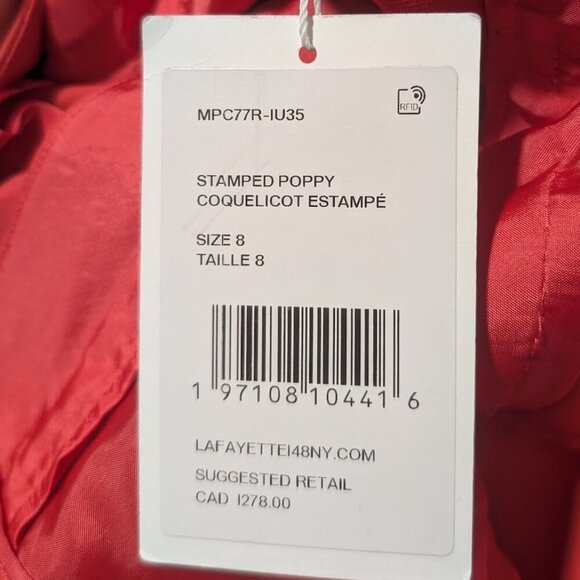 RFID
MPC77R-IU35
STAMPED POPPY
COQUELICOT ESTAMPÉ
SIZE 8
TAILLE 8
1 97108 10441 6
LAFAYETTE148NY.COM
SUGGESTED RETAIL
CAD 1278.00